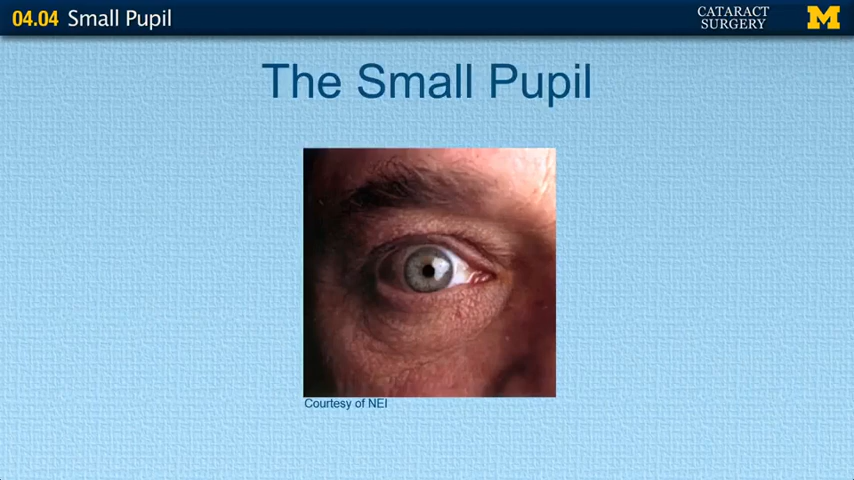 04.04 Small Pupil
CATARACT
SURGERY
M
The Small Pupil
Courtesy of NEI